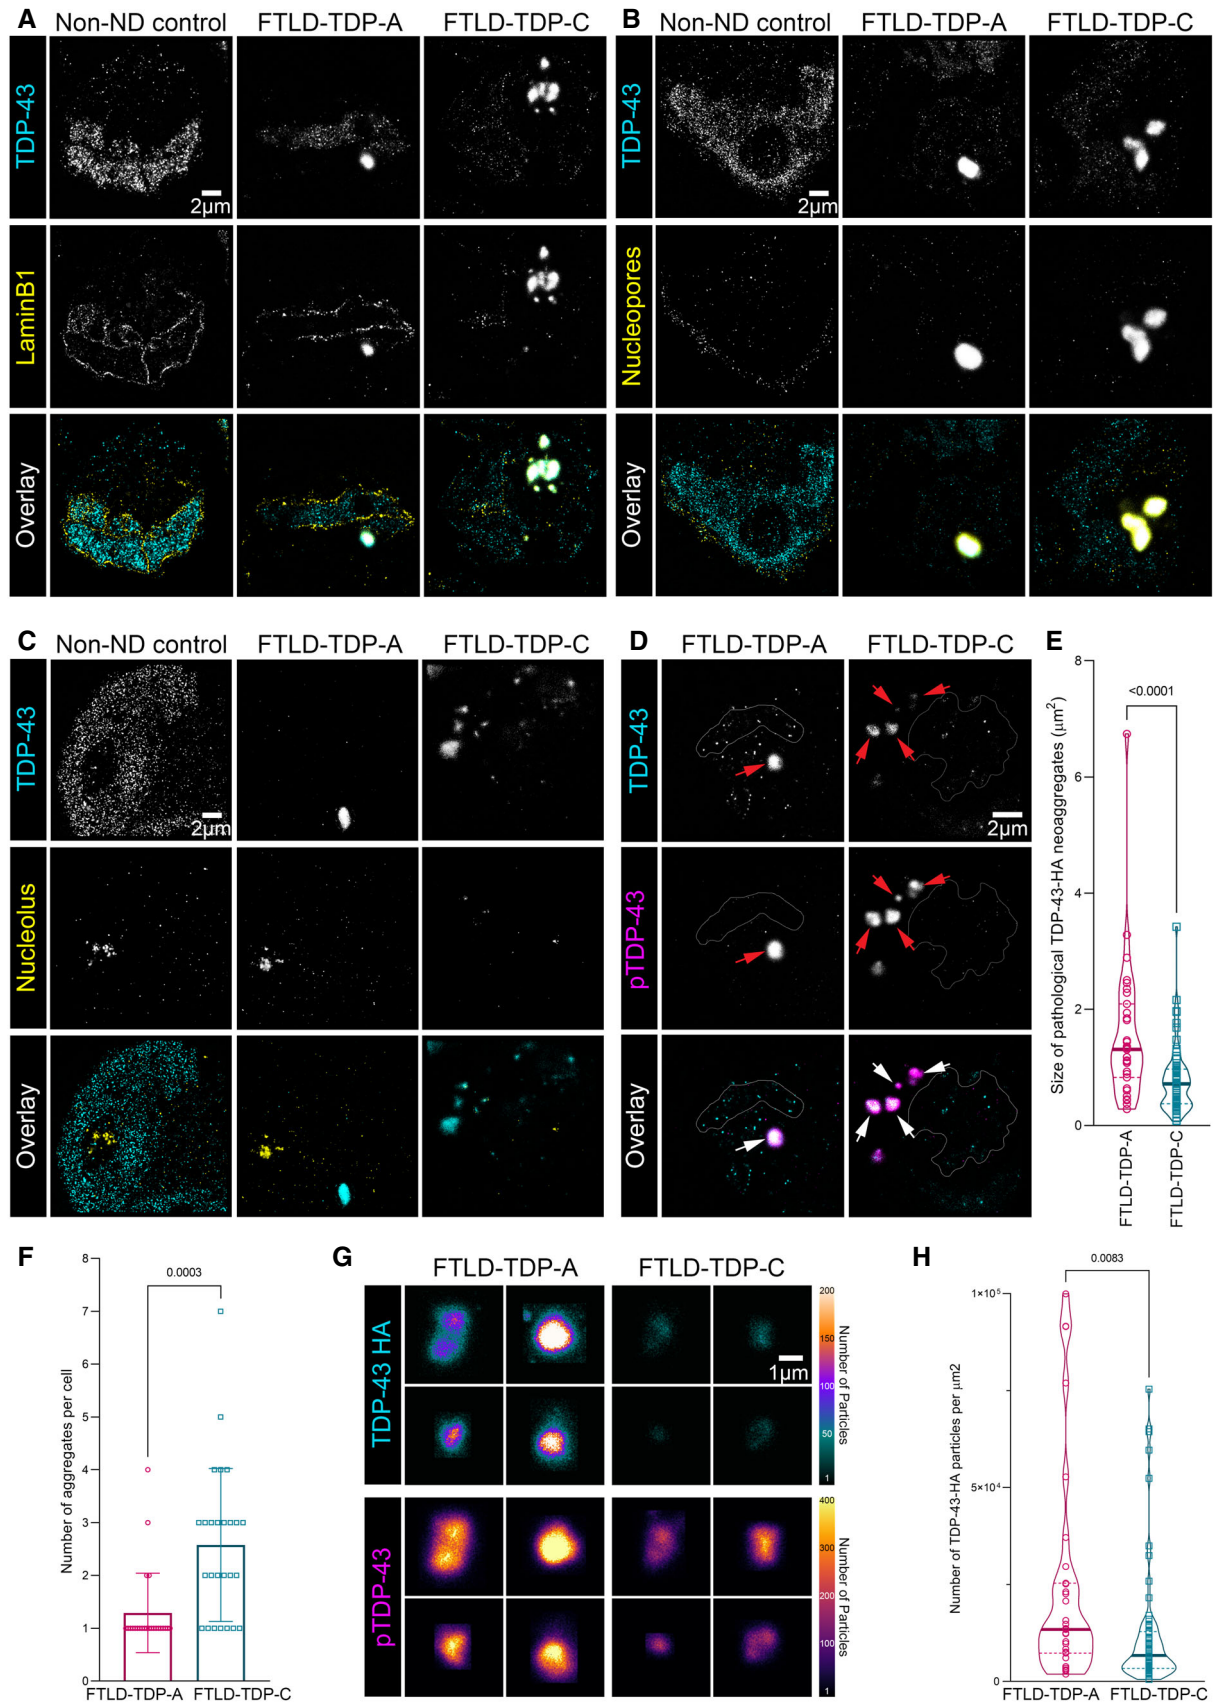 A
Non-ND control
FTLD-TDP-A
FTLD-TDP-C
TDP-43
2µm
LaminB1
Overlay
B
Non-ND control
FTLD-TDP-A
FTLD-TDP-C
TDP-43
2µm
Nucleopores
Overlay
C
Non-ND control
FTLD-TDP-A
FTLD-TDP-C
TDP-43
2µm
Nucleolus
Overlay
D
FTLD-TDP-A
FTLD-TDP-C
TDP-43
2µm
pTDP-43
Overlay
E
Size of pathological TDP-43-HA neoaggregates (µm²)
8
6
4
2
0
<0.0001
FTLD-TDP-A
FTLD-TDP-C
F
Number of aggregates per cell
8
7
6
5
4
3
2
1
0
0.0003
FTLD-TDP-A
FTLD-TDP-C
G
FTLD-TDP-A
FTLD-TDP-C
TDP-43 HA
1µm
200
150
100
50
1
Number of Particles
pTDP-43
400
300
200
100
1
Number of Particles
H
Number of TDP-43-HA particles per µm2
1×10⁵
5×10⁴
0
0.0083
FTLD-TDP-A
FTLD-TDP-C